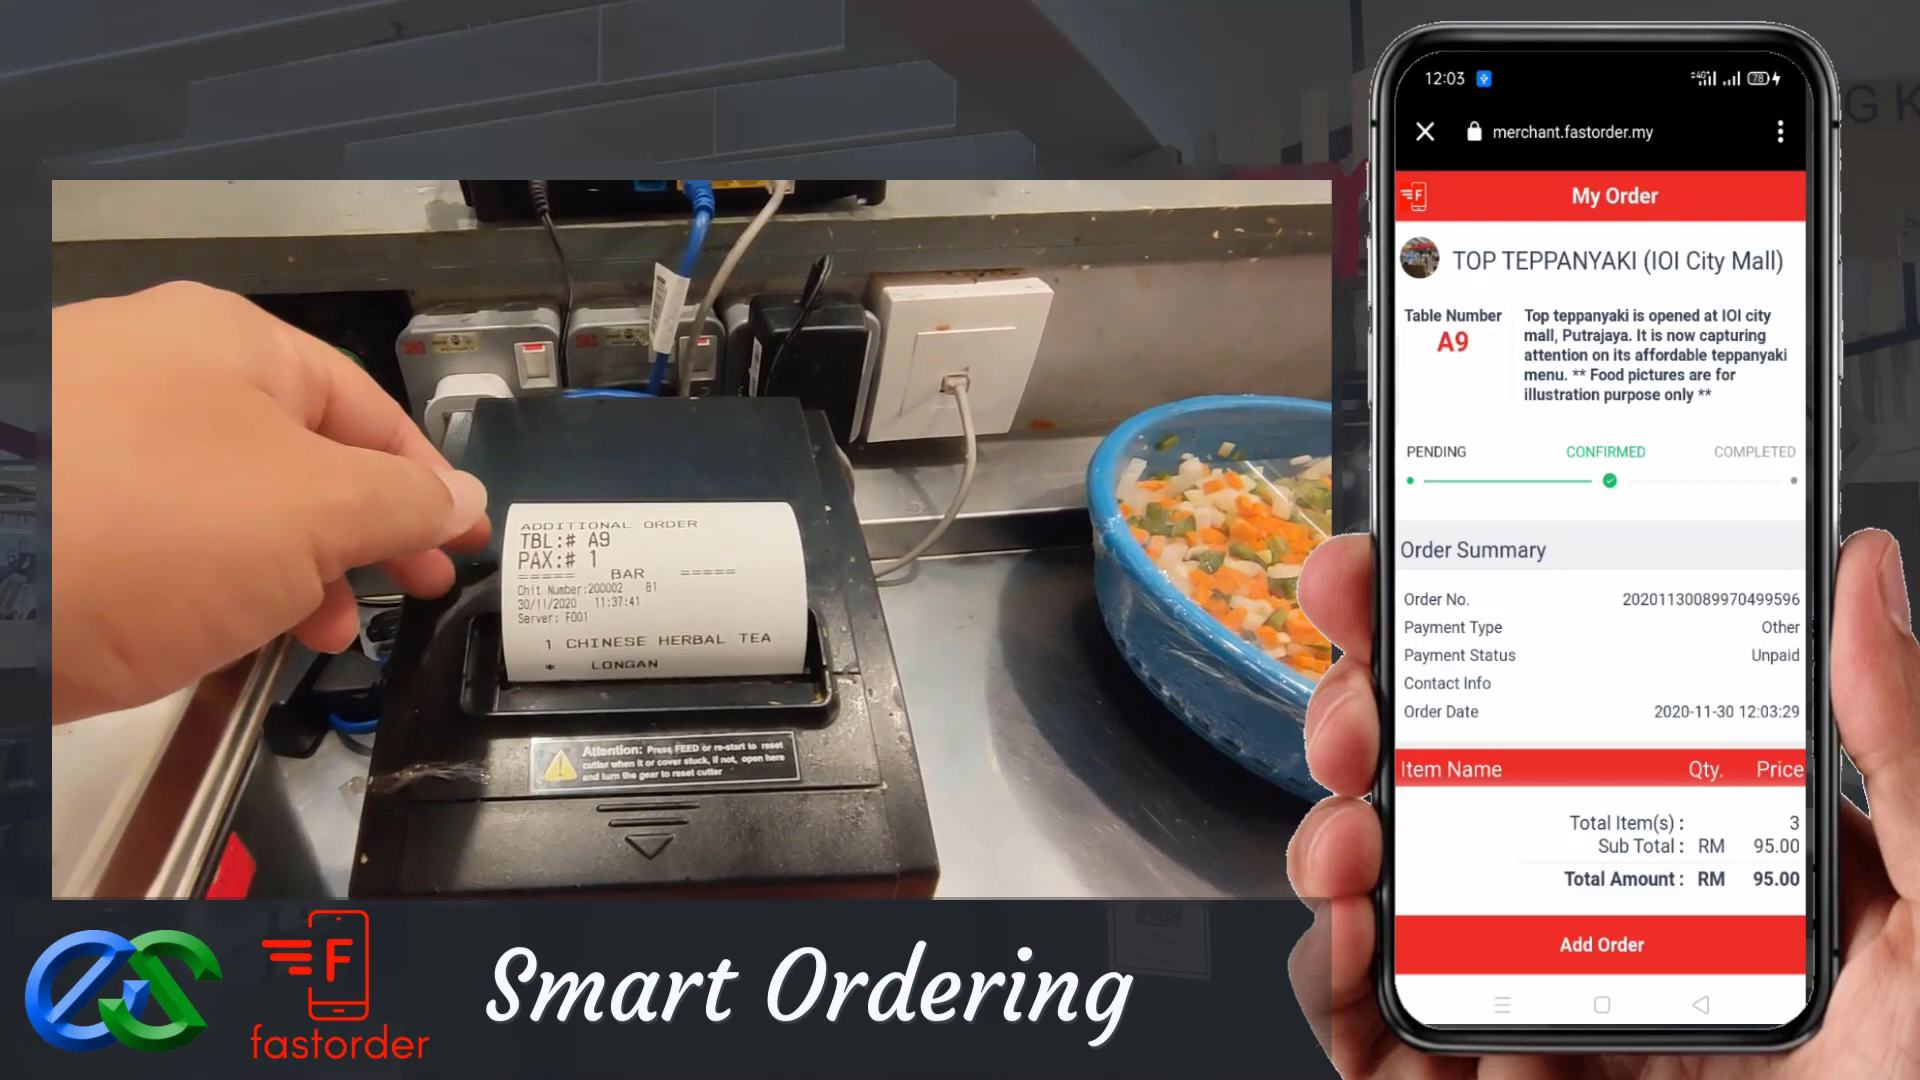 ADDITIONAL ORDER
TBL:# A9
PAX:# 1
===== BAR =====
Chit Number:200002 B1
30/11/2020 11:37:41
Server: F001
1 CHINESE HERBAL TEA
* LONGAN
Attention: Press FEED or re-start to reset
cutter when it or cover stuck, if not, open here
and turn the gear to reset cutter
F
fastorder
Smart Ordering
12:03 4G+ 78
merchant.fastorder.my
F My Order
TOP TEPPANYAKI (IOI City Mall)
Table Number
A9
Top teppanyaki is opened at IOI city
mall, Putrajaya. It is now capturing
attention on its affordable teppanyaki
menu. ** Food pictures are for
illustration purpose only **
PENDING CONFIRMED COMPLETED
Order Summary
Order No. 20201130089970499596
Payment Type Other
Payment Status Unpaid
Contact Info
Order Date 2020-11-30 12:03:29
Item Name Qty. Price
Total Item(s) : 3
Sub Total : RM 95.00
Total Amount : RM 95.00
Add Order
G K